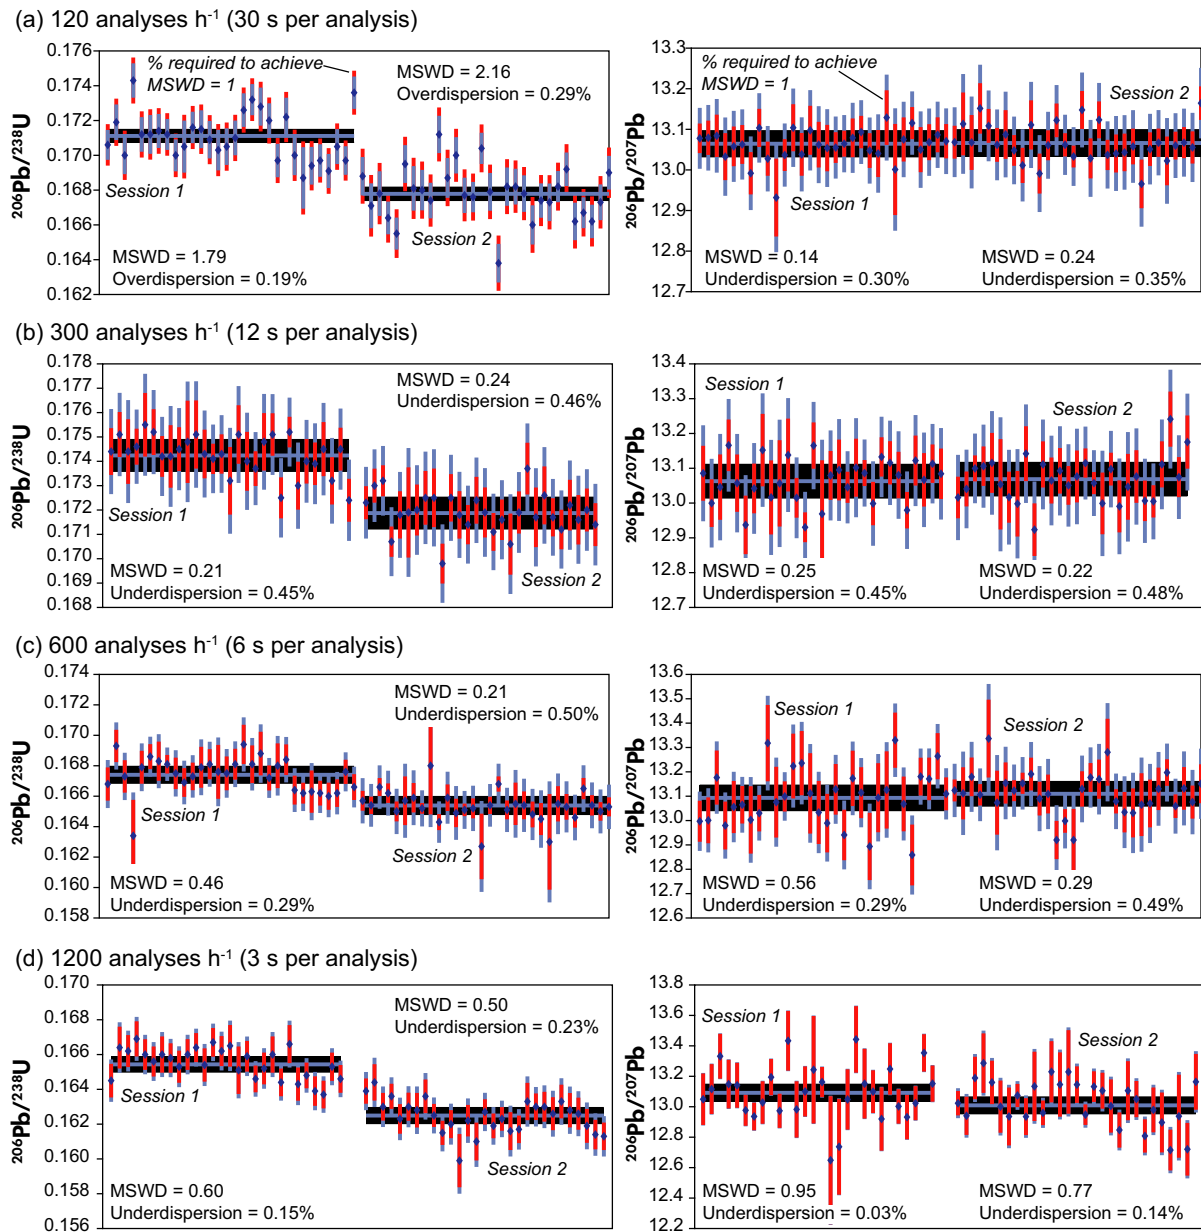 (a) 120 analyses h-1 (30 s per analysis)
0.176
0.174
0.172
0.170
0.168
0.166
0.164
0.162
206Pb/238U
% required to achieve
MSWD = 1
MSWD = 2.16
Overdispersion = 0.29%
Session 1
Session 2
MSWD = 1.79
Overdispersion = 0.19%
13.3
13.2
13.1
13.0
12.9
12.8
12.7
206Pb/207Pb
% required to achieve
MSWD = 1
Session 2
Session 1
MSWD = 0.14
Underdispersion = 0.30%
MSWD = 0.24
Underdispersion = 0.35%
(b) 300 analyses h-1 (12 s per analysis)
0.178
0.177
0.176
0.175
0.174
0.173
0.172
0.171
0.170
0.169
0.168
206Pb/238U
MSWD = 0.24
Underdispersion = 0.46%
Session 1
Session 2
MSWD = 0.21
Underdispersion = 0.45%
13.4
13.3
13.2
13.1
13.0
12.9
12.8
12.7
206Pb/207Pb
Session 1
Session 2
MSWD = 0.25
Underdispersion = 0.45%
MSWD = 0.22
Underdispersion = 0.48%
(c) 600 analyses h-1 (6 s per analysis)
0.174
0.172
0.170
0.168
0.166
0.164
0.162
0.160
0.158
206Pb/238U
MSWD = 0.21
Underdispersion = 0.50%
Session 1
Session 2
MSWD = 0.46
Underdispersion = 0.29%
13.6
13.5
13.4
13.3
13.2
13.1
13.0
12.9
12.8
12.7
12.6
206Pb/207Pb
Session 1
Session 2
MSWD = 0.56
Underdispersion = 0.29%
MSWD = 0.29
Underdispersion = 0.49%
(d) 1200 analyses h-1 (3 s per analysis)
0.170
0.168
0.166
0.164
0.162
0.160
0.158
0.156
206Pb/238U
MSWD = 0.50
Underdispersion = 0.23%
Session 1
Session 2
MSWD = 0.60
Underdispersion = 0.15%
13.8
13.6
13.4
13.2
13.0
12.8
12.6
12.4
12.2
206Pb/207Pb
Session 1
Session 2
MSWD = 0.95
Underdispersion = 0.03%
MSWD = 0.77
Underdispersion = 0.14%